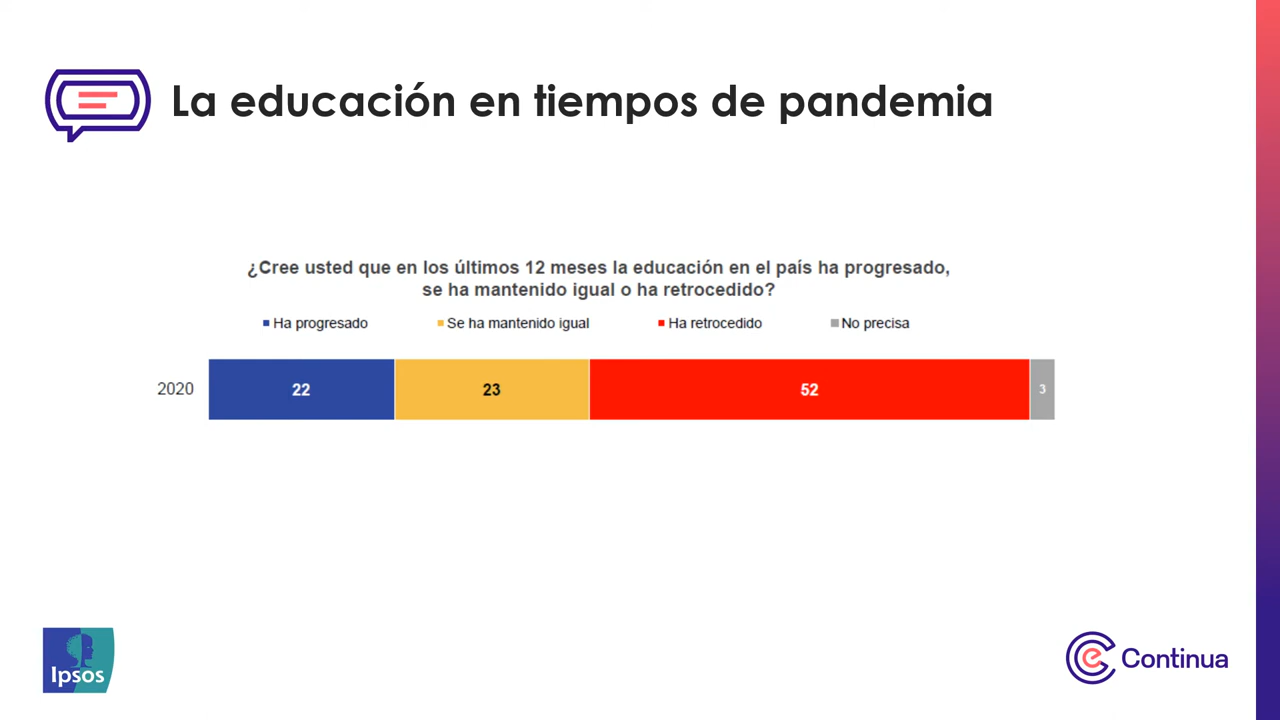 La educación en tiempos de pandemia
¿Cree usted que en los últimos 12 meses la educación en el país ha progresado,
se ha mantenido igual o ha retrocedido?
Ha progresado Se ha mantenido igual Ha retrocedido No precisa
2020 22 23 52 3
Ipsos
e Continua